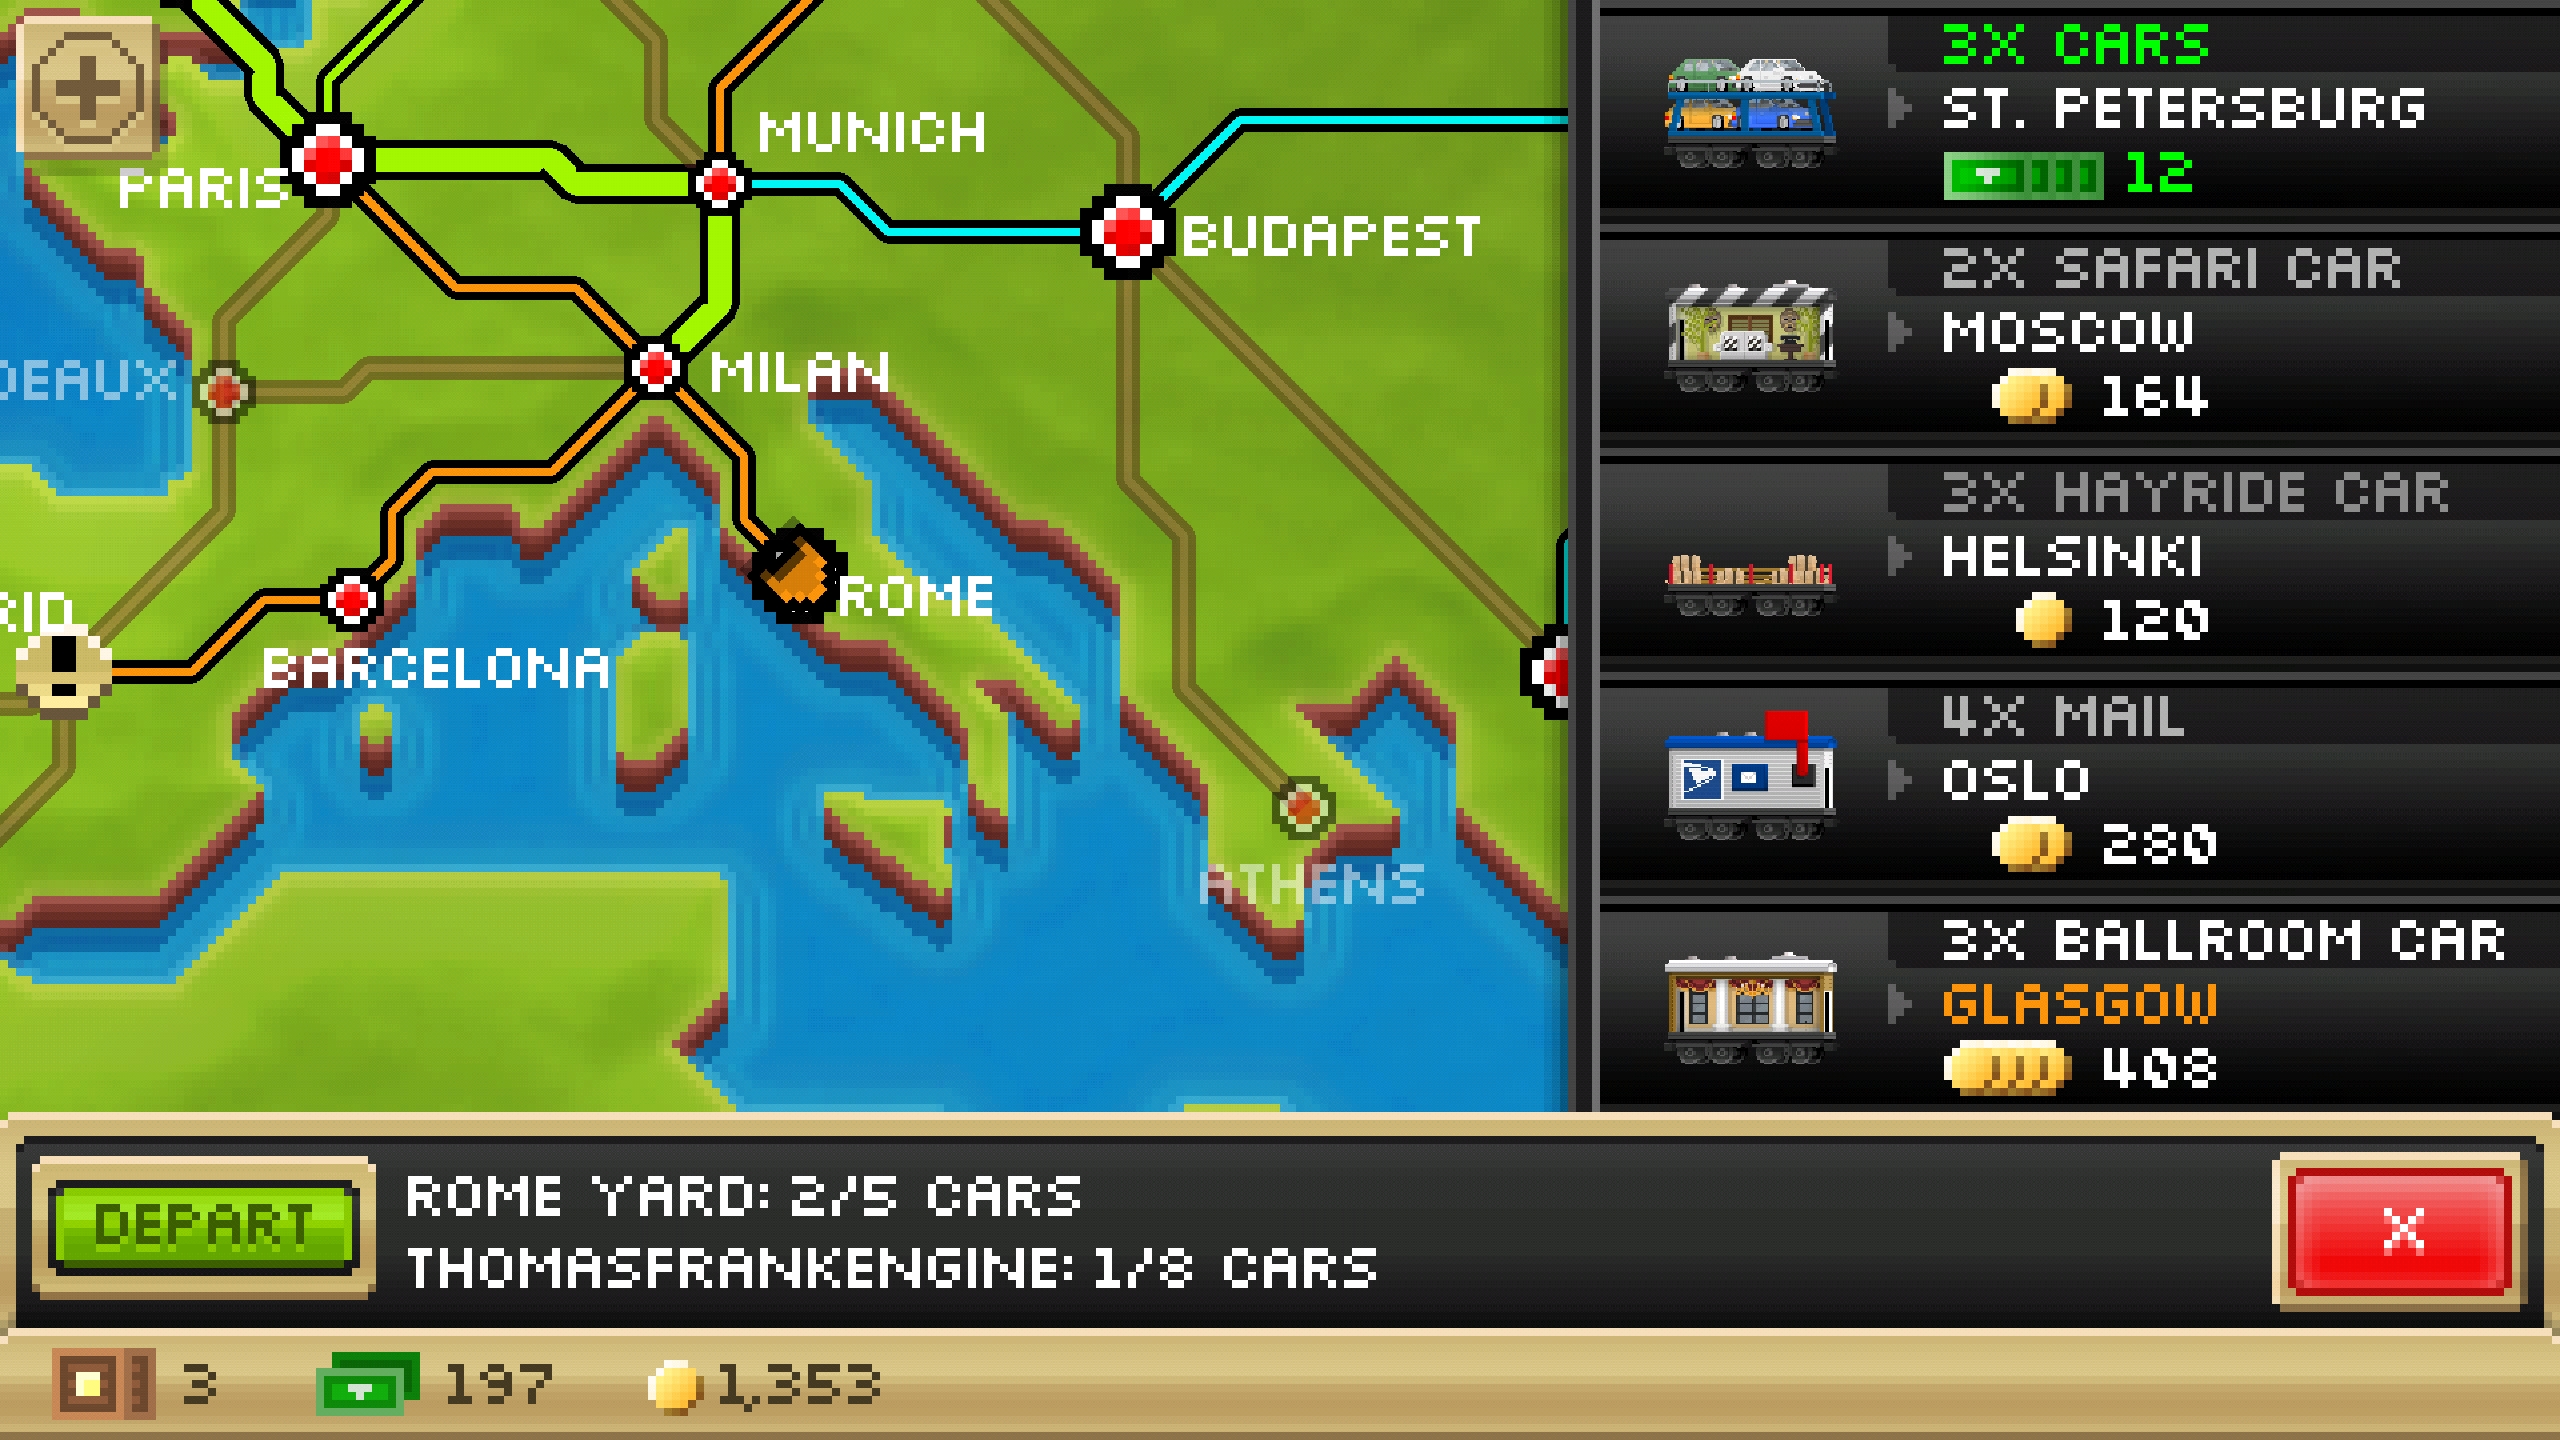 MUNICH
PARIS
BUDAPEST
DEAUX
MILAN
ROME
RID
BARCELONA
ATHENS
3X CARS
ST. PETERSBURG
12
2X SAFARI CAR
MOSCOW
164
3X HAYRIDE CAR
HELSINKI
120
4X MAIL
OSLO
280
3X BALLROOM CAR
GLASGOW
408
DEPART
ROME YARD: 2/5 CARS
THOMASFRANKENGINE: 1/8 CARS
X
3 197 1,353